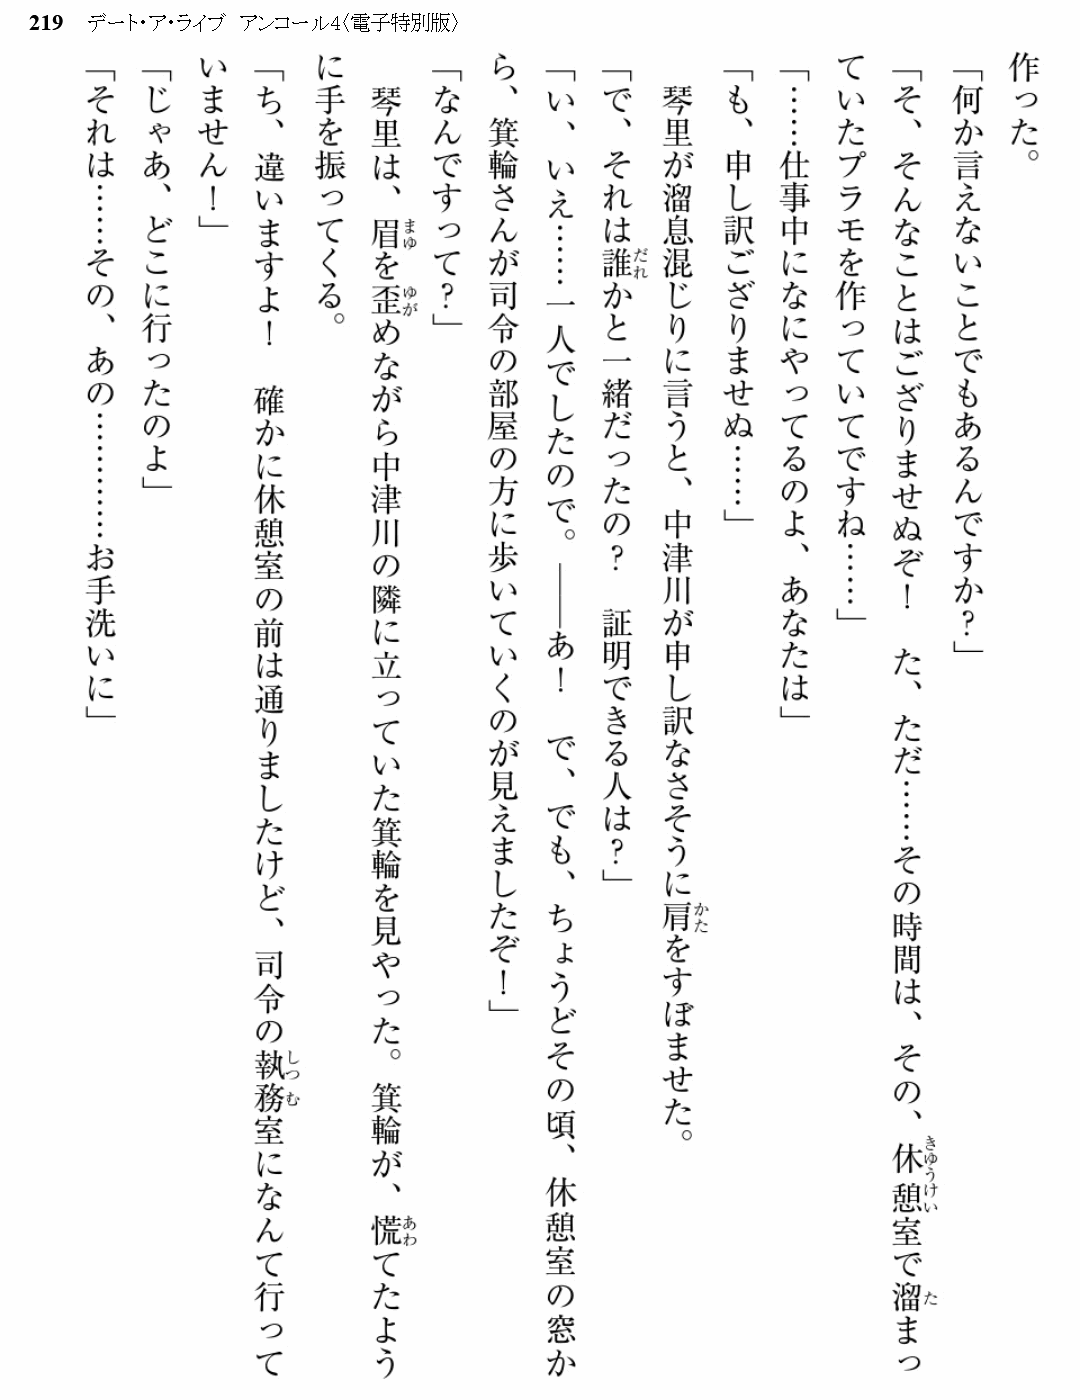 219 デート・ア・ライブ アンコール4〈電子特別版〉
作った。
「何か言えないことでもあるんですか?」
「そ、そんなことはござりませぬぞ! た、ただ……その時間は、その、休憩室で溜まっ
ていたプラモを作っていてですね……」
「……仕事中になにやってるのよ、あなたは」
「も、申し訳ござりませぬ……」
琴里が溜息混じりに言うと、中津川が申し訳なさそうに肩をすぼませた。
「で、それは誰かと一緒だったの? 証明できる人は?」
「い、いえ……一人でしたので。――あ! で、でも、ちょうどその頃、休憩室の窓か
ら、箕輪さんが司令の部屋の方に歩いていくのが見えましたぞ!」
「なんですって?」
琴里は、眉を歪めながら中津川の隣に立っていた箕輪を見やった。箕輪が、慌てたよう
に手を振ってくる。
「ち、違いますよ! 確かに休憩室の前は通りましたけど、司令の執務室になんて行って
いません!」
「じゃあ、どこに行ったのよ」
「それは……その、あの…………お手洗いに」